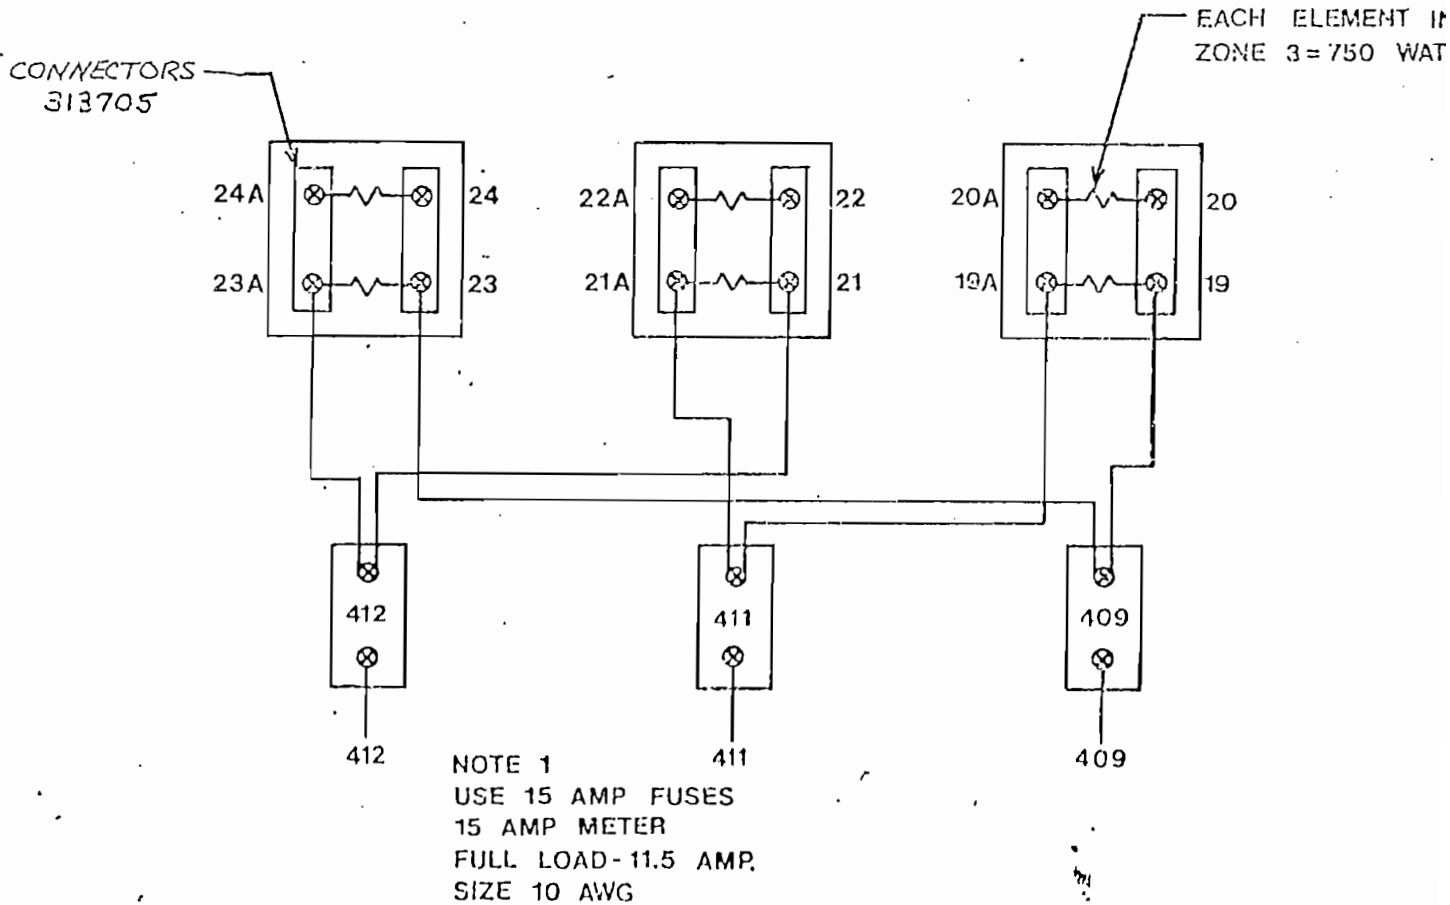 EACH ELEMENT
ZONE 3=750
CONNECTORS
313705
24A 24 22A 22 20A 20
23A 23 21A 21 19A 19
412 411 409
412 411 409
NOTE 1
USE 15 AMP FUSES
15 AMP METER
FULL LOAD-11.5 AMP.
SIZE 10 AWG